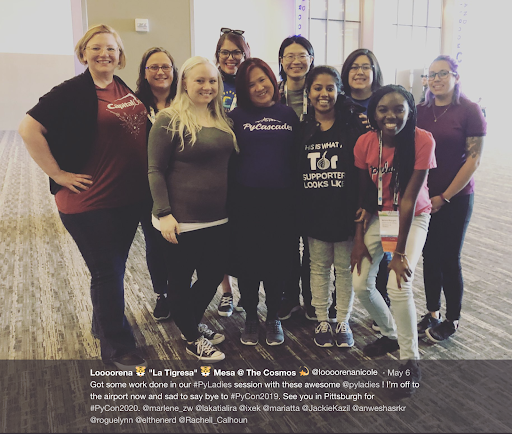 Capital
PyCascades
THIS IS WHAT A
Tor
SUPPORTER
LOOKS LIKE
Loooorena 🐯 "La Tigresa" 🐯 Mesa @ The Cosmos 💫 @loooorenanicole · May 6
Got some work done in our #PyLadies session with these awesome @pyladies ! I'm off to
the airport now and sad to say bye to #PyCon2019. See you in Pittsburgh for
#PyCon2020. @marlene_zw @lakatialira @ixek @mariatta @JackieKazil @anweshasrkr
@roguelynn @elthenerd @Rachell_Calhoun